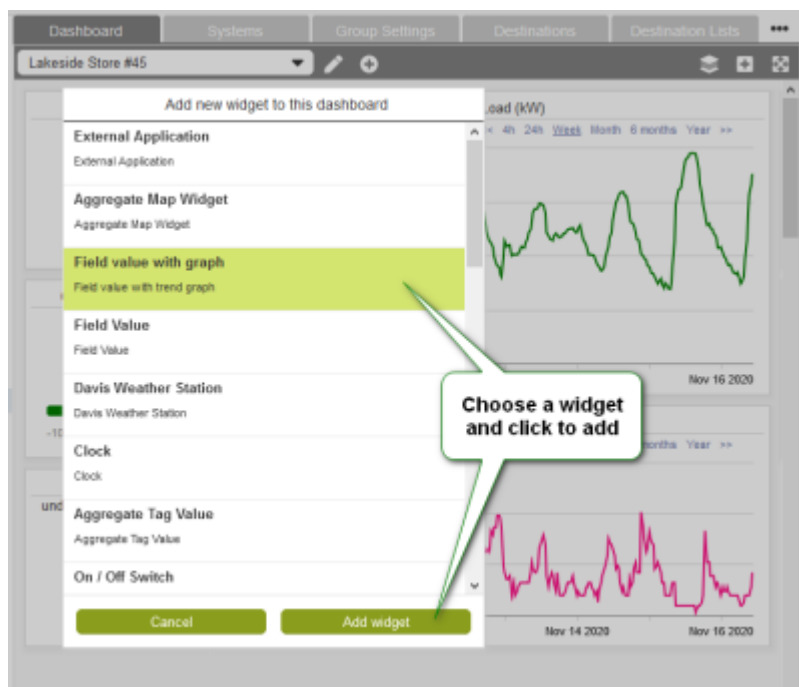 Dashboard
Systems
Group Settings
Destinations
Destination Lists
Lakeside Store #45
Add new widget to this dashboard
External Application
External Application
Aggregate Map Widget
Aggregate Map Widget
Field value with graph
Field value with trend graph
Field Value
Field Value
Davis Weather Station
Davis Weather Station
Clock
Clock
Aggregate Tag Value
Aggregate Tag Value
On / Off Switch
Cancel
Add widget
Choose a widget
and click to add
.oad (kW)
< 4h 24h Week Month 6 months Year >>
Nov 16 2020
months Year >>
-10
und
Nov 14 2020
Nov 16 2020